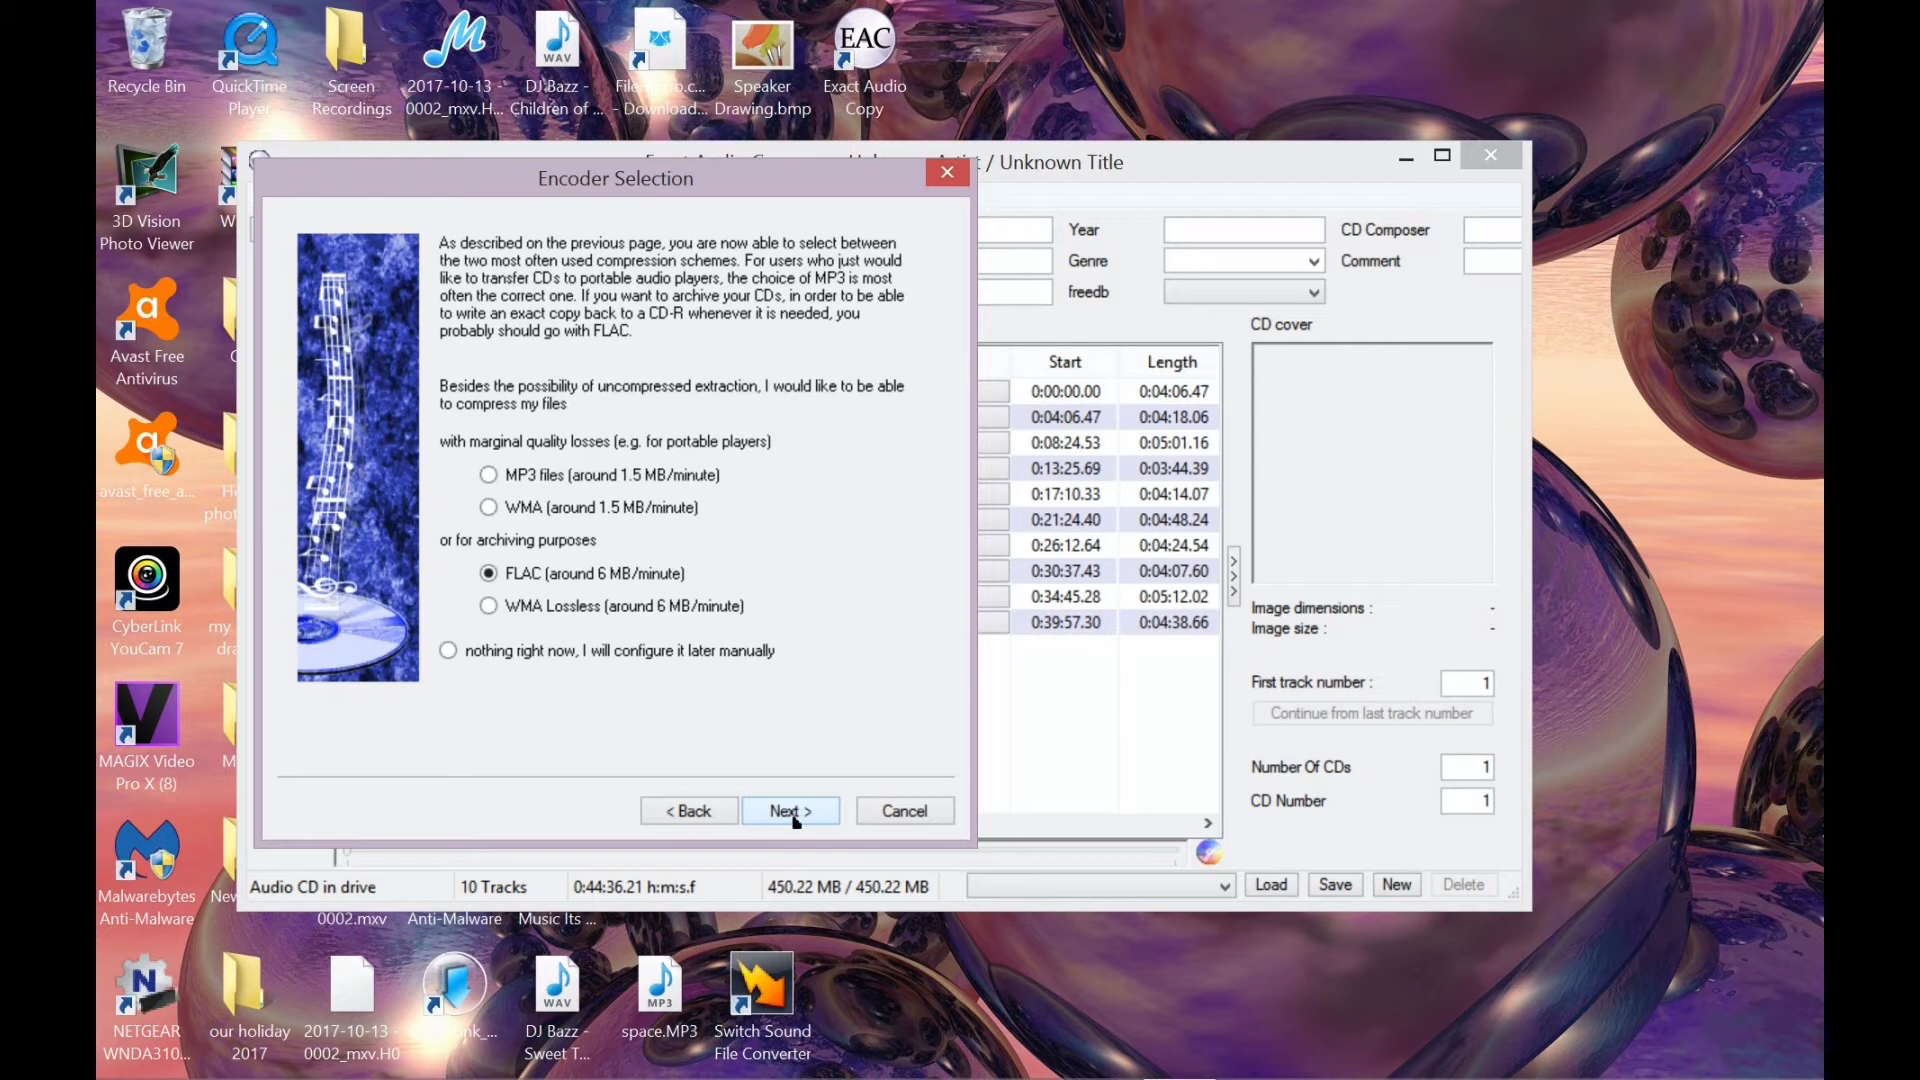 Recycle Bin
QuickTime
Player
Screen
Recordings
2017-10-13 -
0002_mxv.H...
WAV
DJ Bazz -
Children of ...
- Download...
Speaker
Drawing.bmp
EAC
Exact Audio
Copy
3D Vision
Photo Viewer
Avast Free
Antivirus
avast_free_a...
CyberLink
YouCam 7
MAGIX Video
Pro X (8)
Malwarebytes
Anti-Malware
/ Unknown Title
Encoder Selection
As described on the previous page, you are now able to select between
the two most often used compression schemes. For users who just would
like to transfer CDs to portable audio players, the choice of MP3 is most
often the correct one. If you want to archive your CDs, in order to be able
to write an exact copy back to a CD-R whenever it is needed, you
probably should go with FLAC.
Besides the possibility of uncompressed extraction, I would like to be able
to compress my files
with marginal quality losses (e.g. for portable players)
MP3 files (around 1.5 MB/minute)
WMA (around 1.5 MB/minute)
or for archiving purposes
FLAC (around 6 MB/minute)
WMA Lossless (around 6 MB/minute)
nothing right now, I will configure it later manually
< Back
Next >
Cancel
Year
CD Composer
Genre
Comment
freedb
CD cover
Start Length
0:00:00.00 0:04:06.47
0:04:06.47 0:04:18.06
0:08:24.53 0:05:01.16
0:13:25.69 0:03:44.39
0:17:10.33 0:04:14.07
0:21:24.40 0:04:48.24
0:26:12.64 0:04:24.54
0:30:37.43 0:04:07.60
0:34:45.28 0:05:12.02
0:39:57.30 0:04:38.66
Image dimensions : -
Image size : -
First track number : 1
Continue from last track number
Number Of CDs 1
CD Number 1
Audio CD in drive
10 Tracks
0:44:36.21 h:m:s.f
450.22 MB / 450.22 MB
Load
Save
New
Delete
0002.mxv
Anti-Malware
Music Its ...
N
NETGEAR
WNDA310...
our holiday
2017
2017-10-13 -
0002_mxv.H0
WAV
DJ Bazz -
Sweet T...
MP3
space.MP3
Switch Sound
File Converter